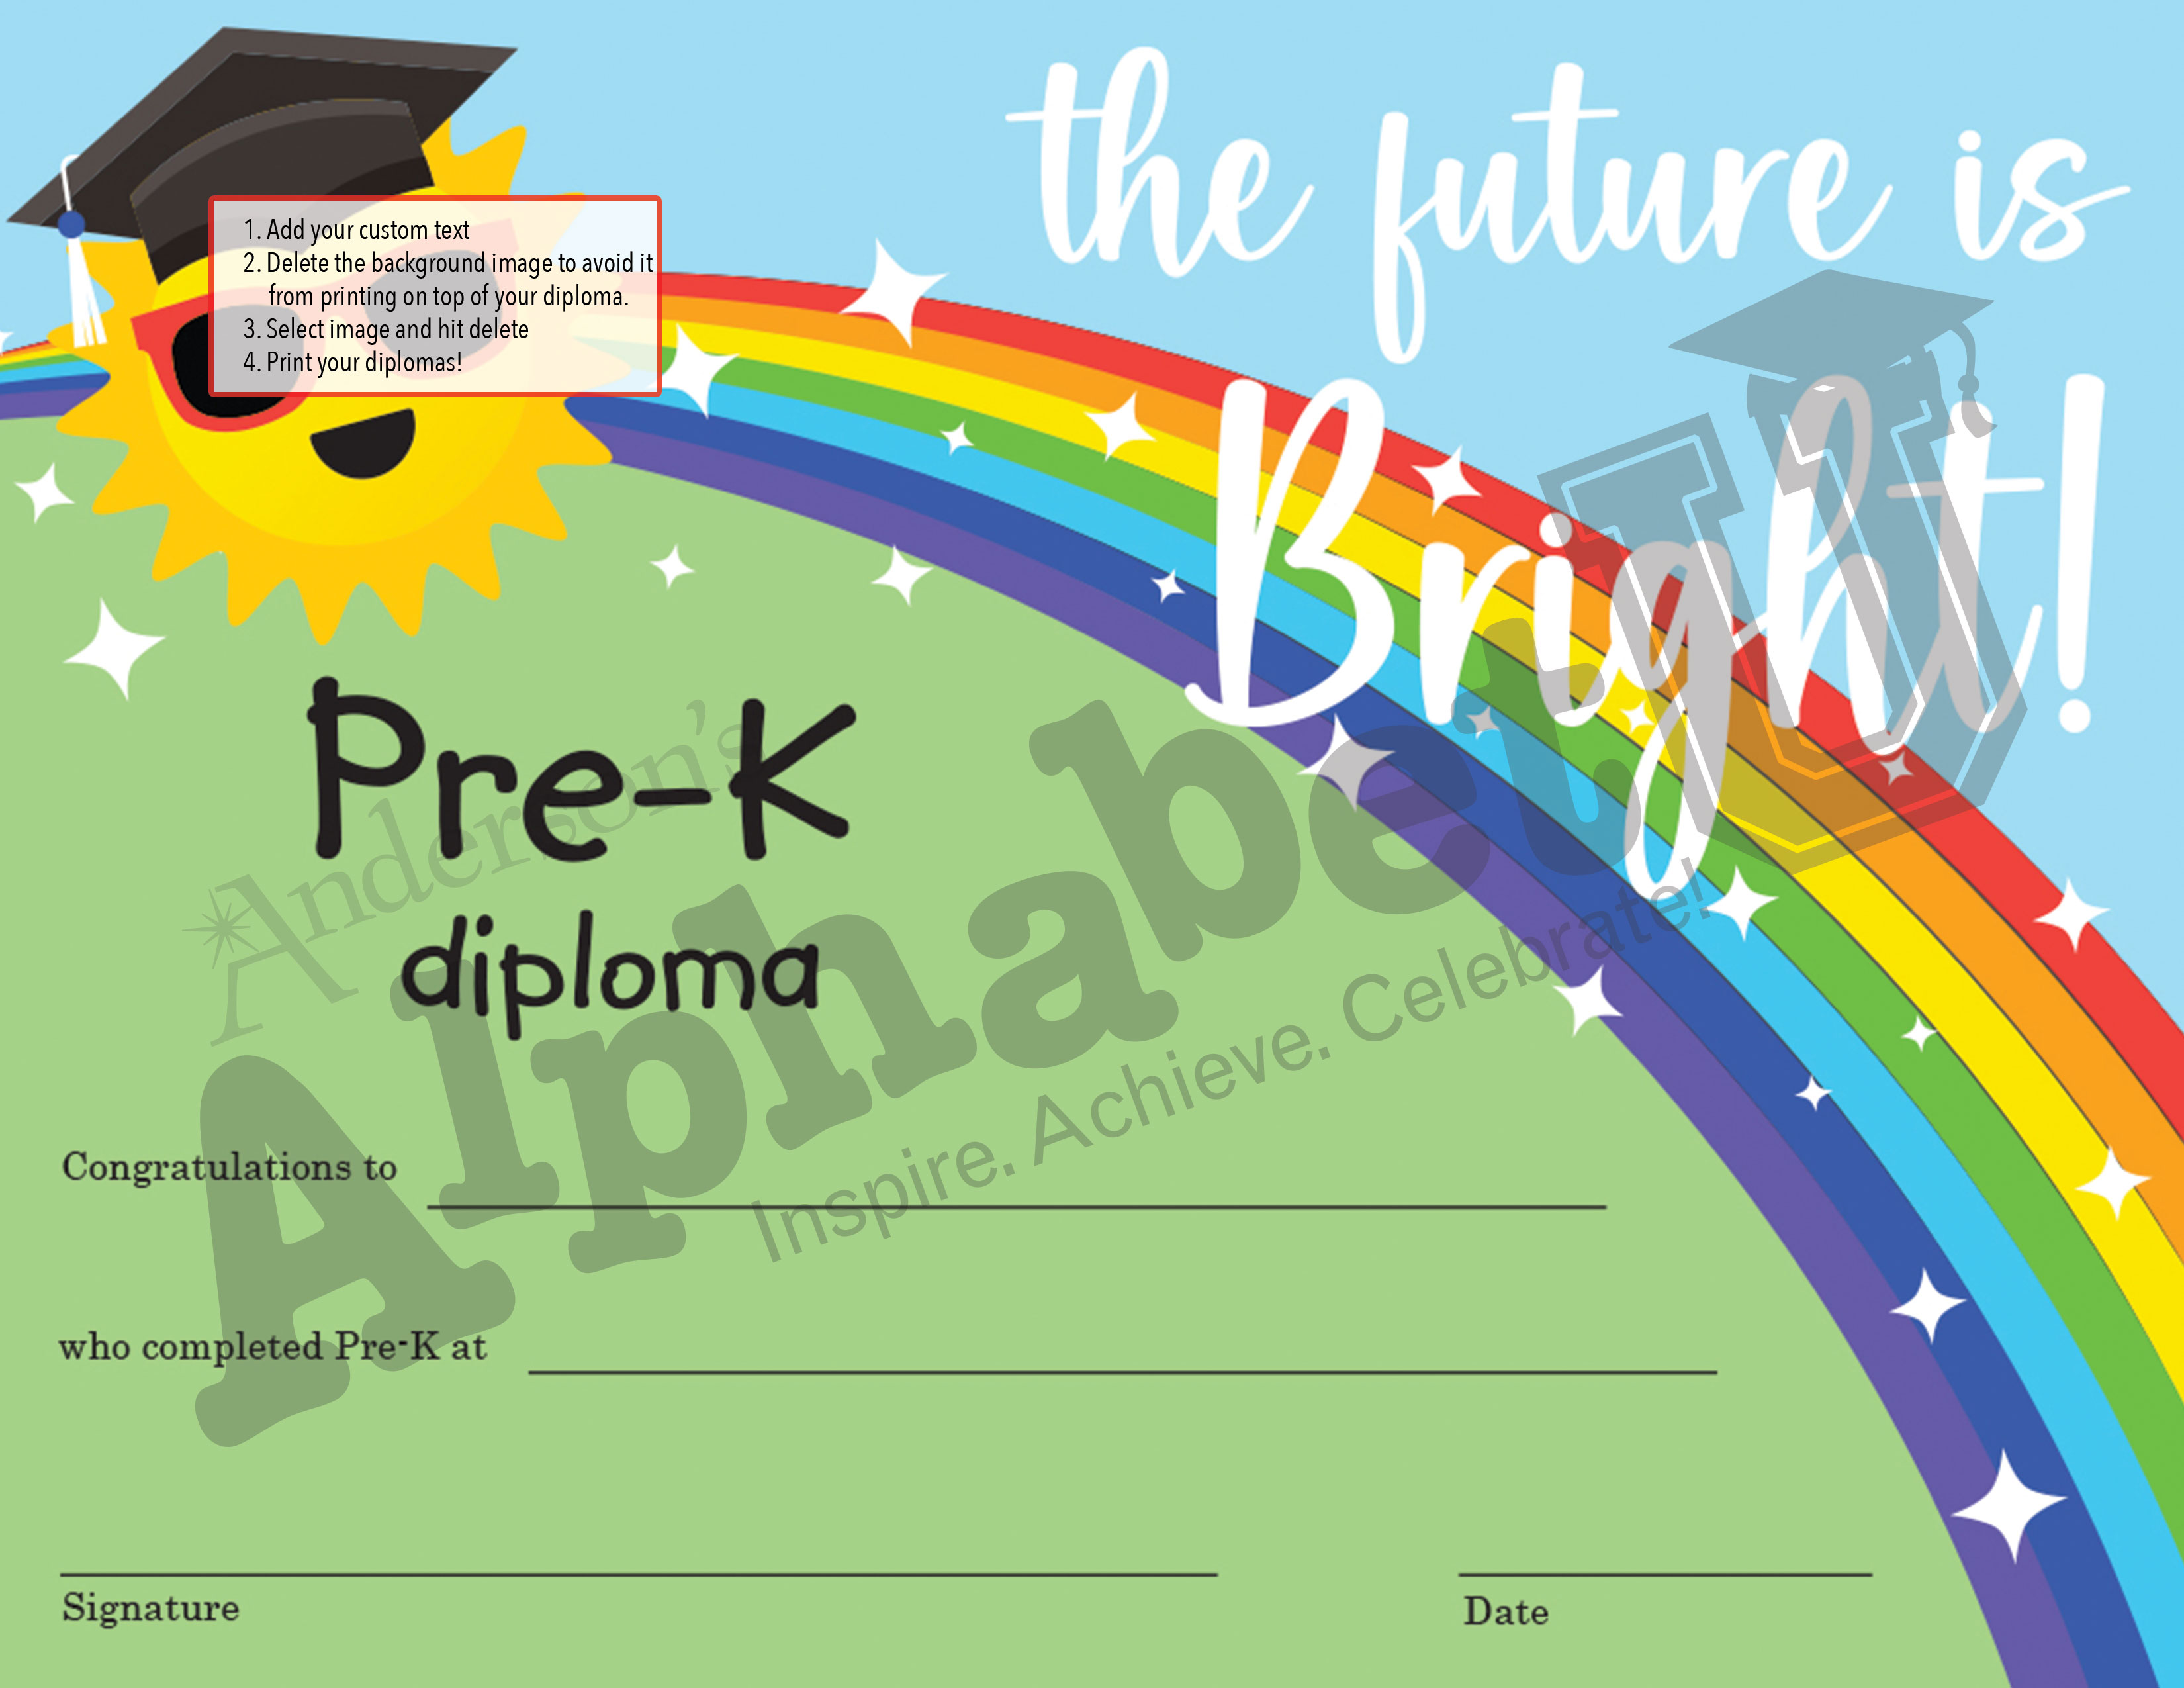 the future is
Bright!
1. Add your custom text
2. Delete the background image to avoid it
from printing on top of your diploma.
3. Select image and hit delete
4. Print your diplomas!
Pre-K
diploma
Anderson's
AlphabeU
Inspire. Achieve. Celebrate!
Congratulations to
who completed Pre-K at
Signature
Date